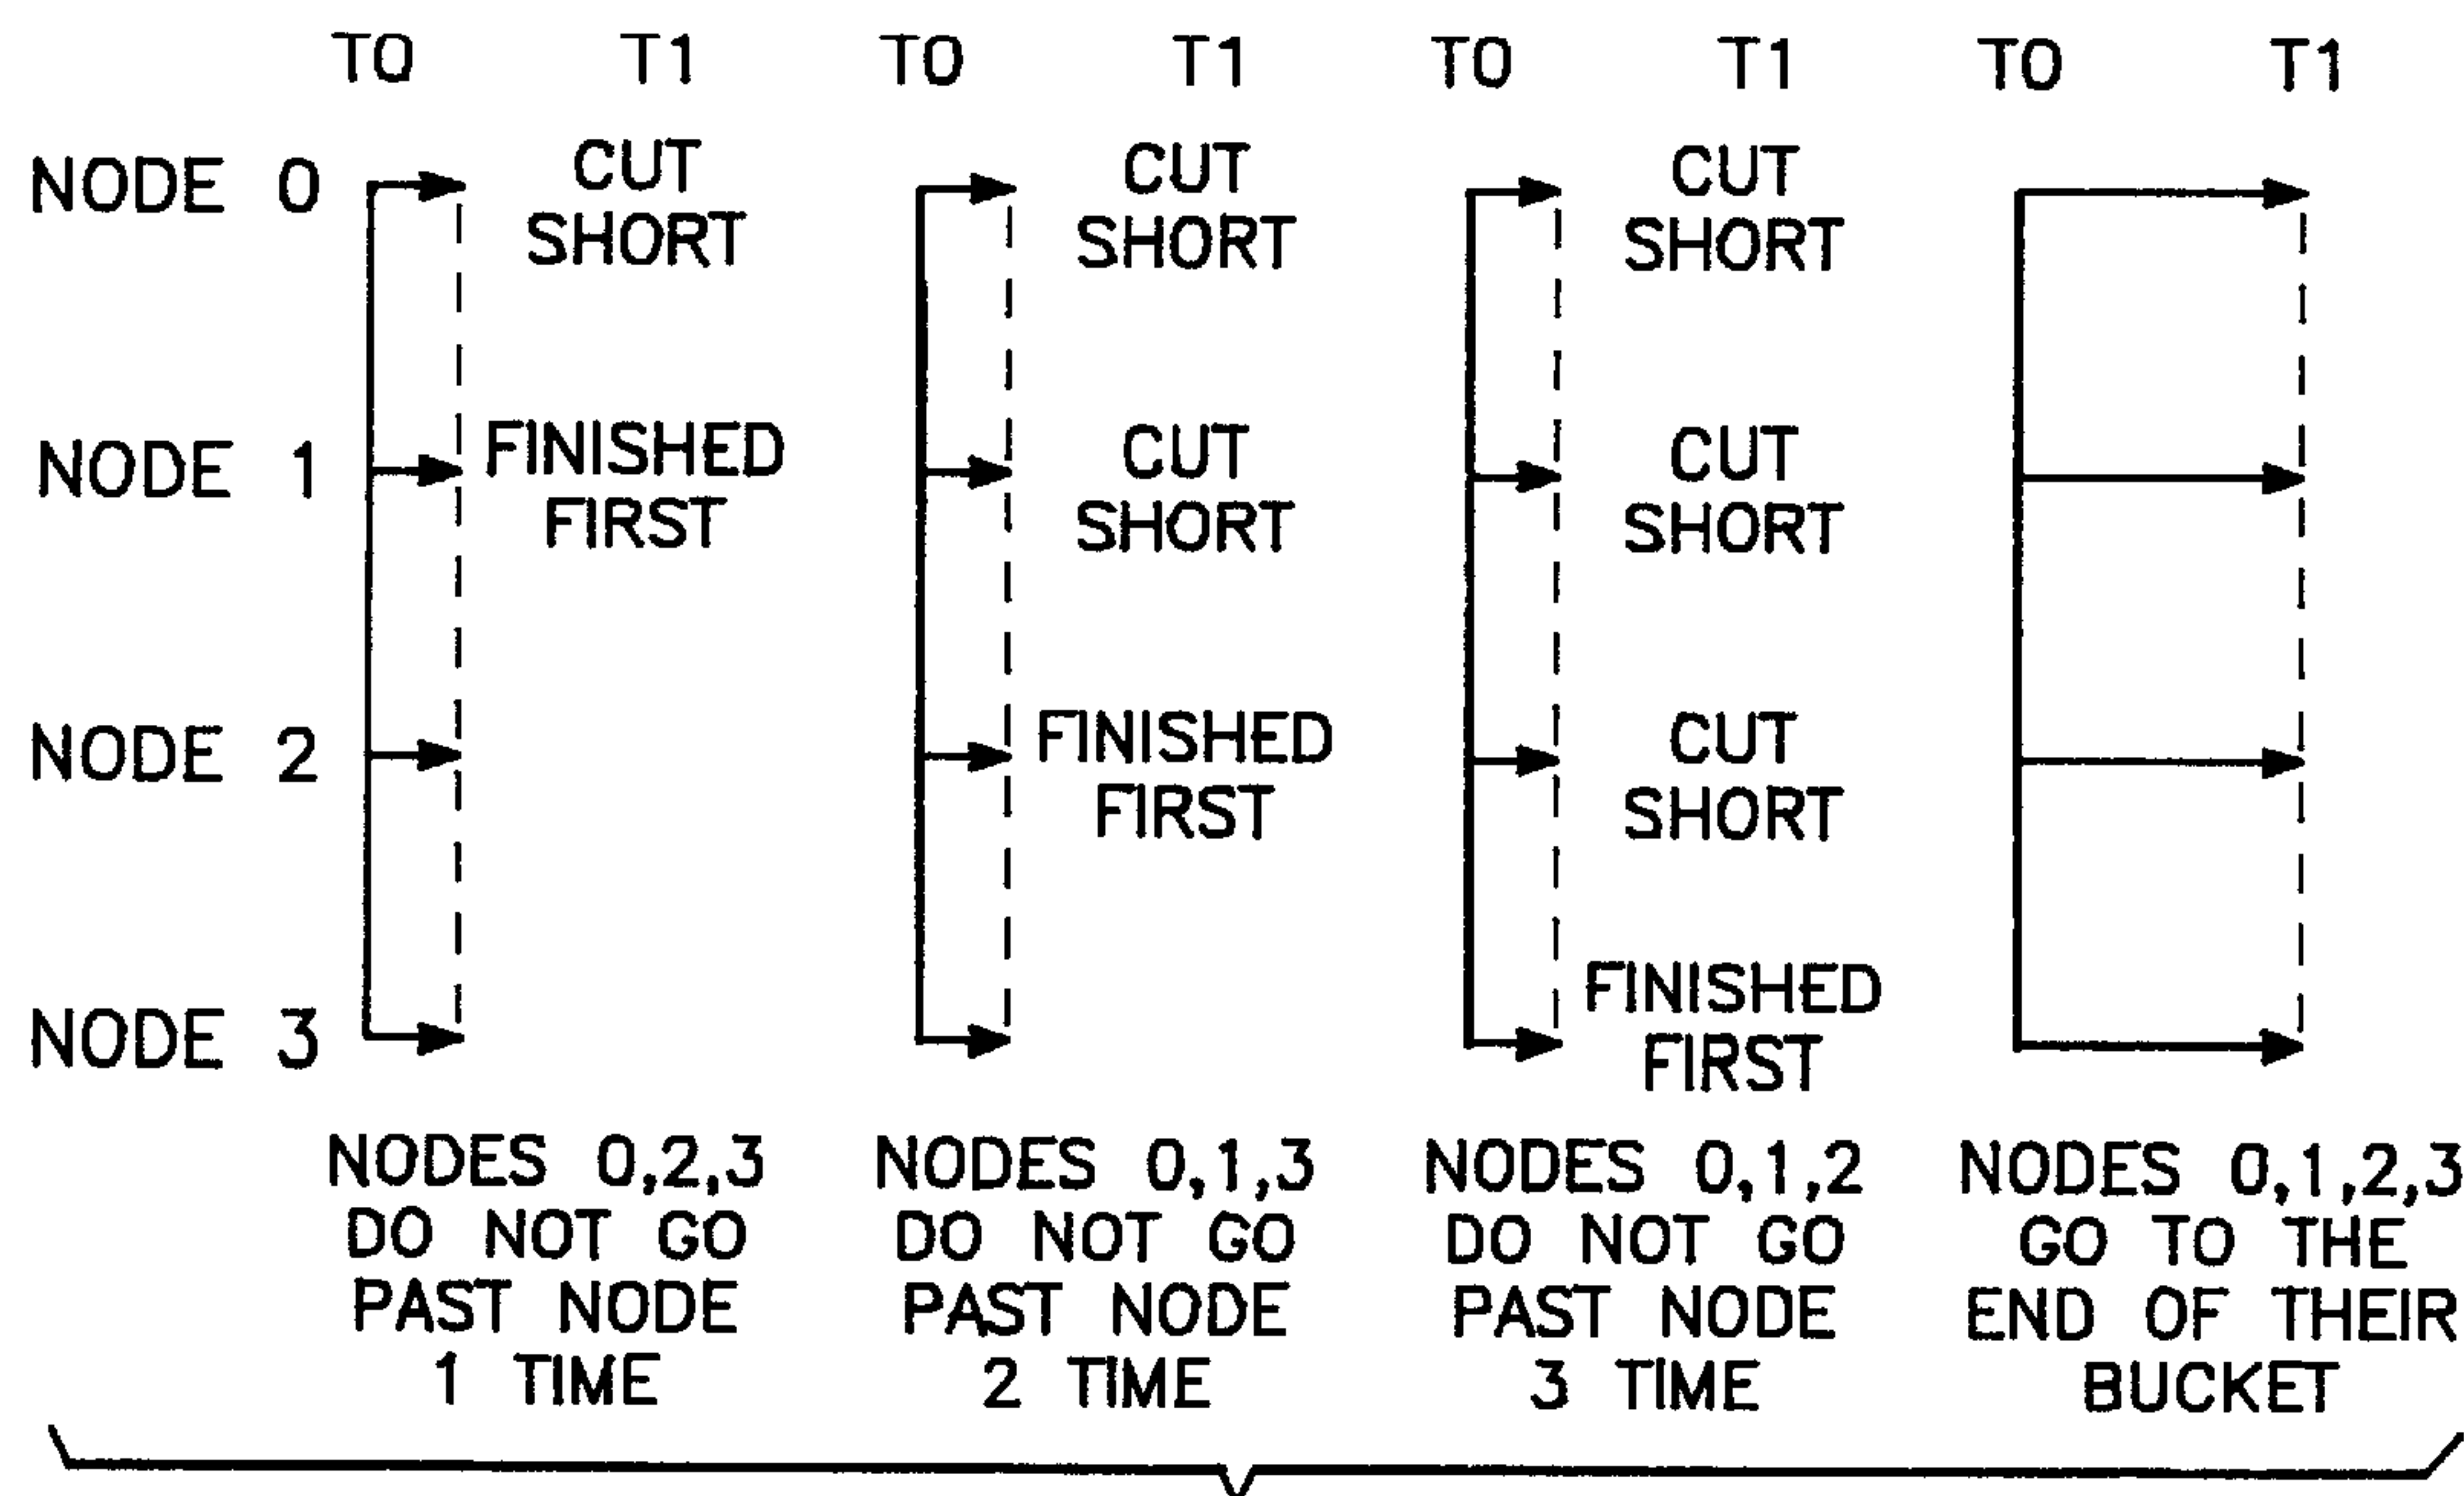 T0 T1 T0 T1 T0 T1 T0 T1
NODE 0
CUT
SHORT
CUT
SHORT
CUT
SHORT
NODE 1
FINISHED
FIRST
CUT
SHORT
CUT
SHORT
NODE 2
FINISHED
FIRST
CUT
SHORT
NODE 3
FINISHED
FIRST
NODES 0,2,3
DO NOT GO
PAST NODE
1 TIME
NODES 0,1,3
DO NOT GO
PAST NODE
2 TIME
NODES 0,1,2
DO NOT GO
PAST NODE
3 TIME
NODES 0,1,2,3
GO TO THE
END OF THEIR
BUCKET